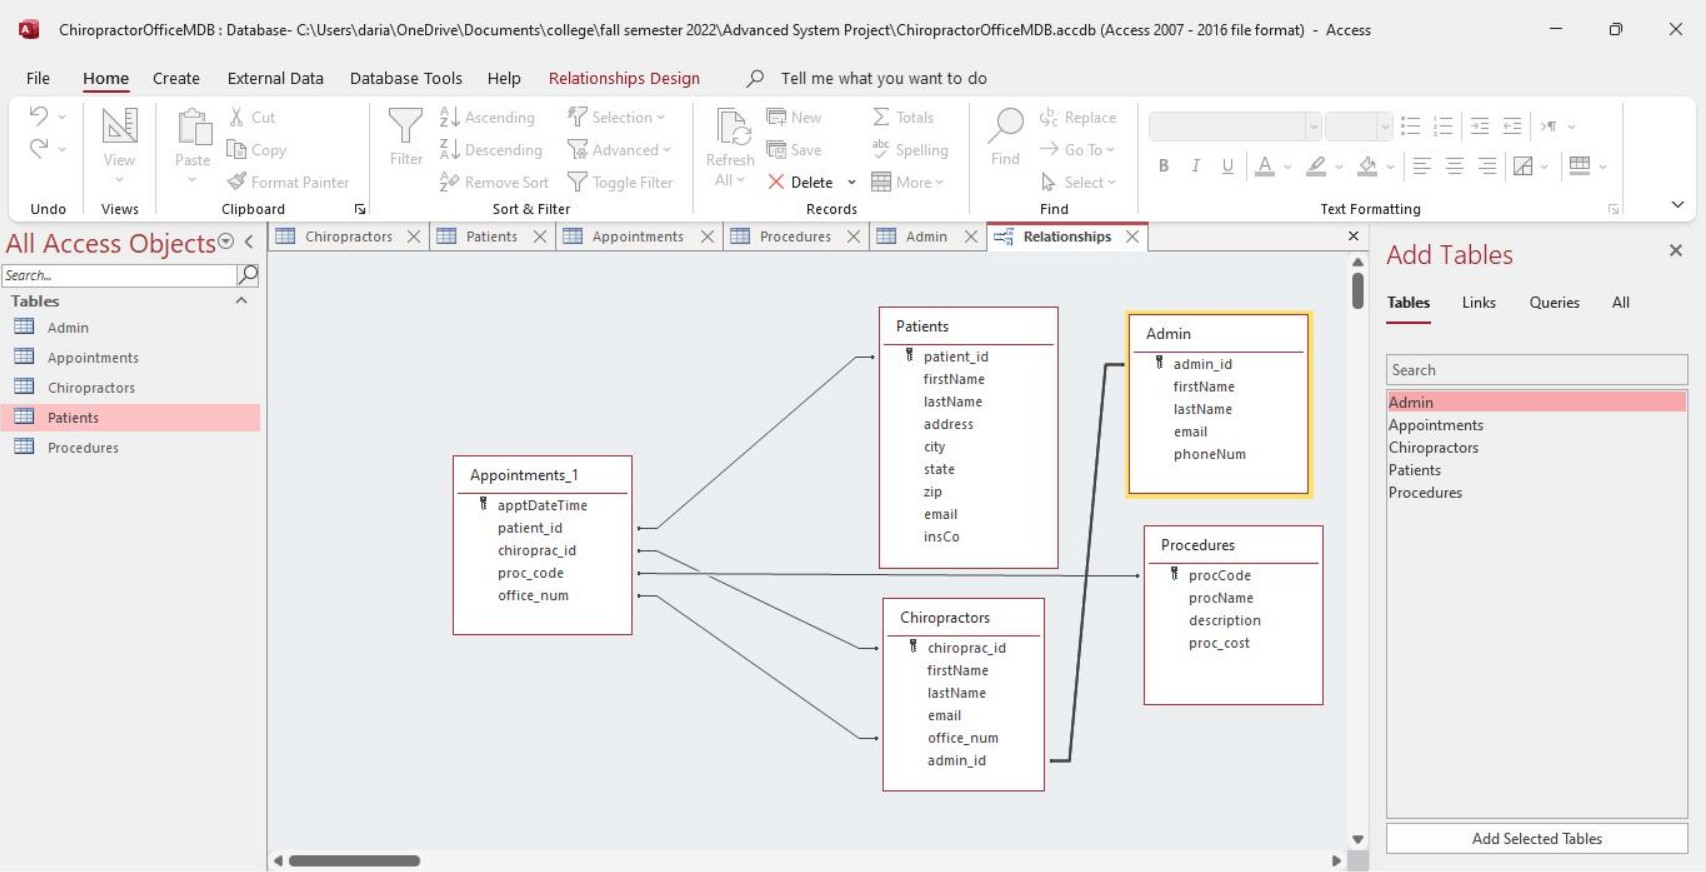 ChiropractorOfficeMDB : Database- C:\Users\daria\OneDrive\Documents\college\fall semester 2022\Advanced System Project\ChiropractorOfficeMDB.accdb (Access 2007 - 2016 file format) - Access
File Home Create External Data Database Tools Help Relationships Design Tell me what you want to do
Cut Ascending Selection New Totals Replace
View Paste Copy Filter Descending Advanced Refresh All Save Spelling Find Go To B I U A
Format Painter Remove Sort Toggle Filter Delete More Select
Undo Views Clipboard Sort & Filter Records Find Text Formatting
All Access Objects
Search...
Tables
Admin
Appointments
Chiropractors
Patients
Procedures
Chiropractors Patients Appointments Procedures Admin Relationships
Appointments_1
apptDateTime
patient_id
chiroprac_id
proc_code
office_num
Patients
patient_id
firstName
lastName
address
city
state
zip
email
insCo
Chiropractors
chiroprac_id
firstName
lastName
email
office_num
admin_id
Admin
admin_id
firstName
lastName
email
phoneNum
Procedures
procCode
procName
description
proc_cost
Add Tables
Tables Links Queries All
Search
Admin
Appointments
Chiropractors
Patients
Procedures
Add Selected Tables